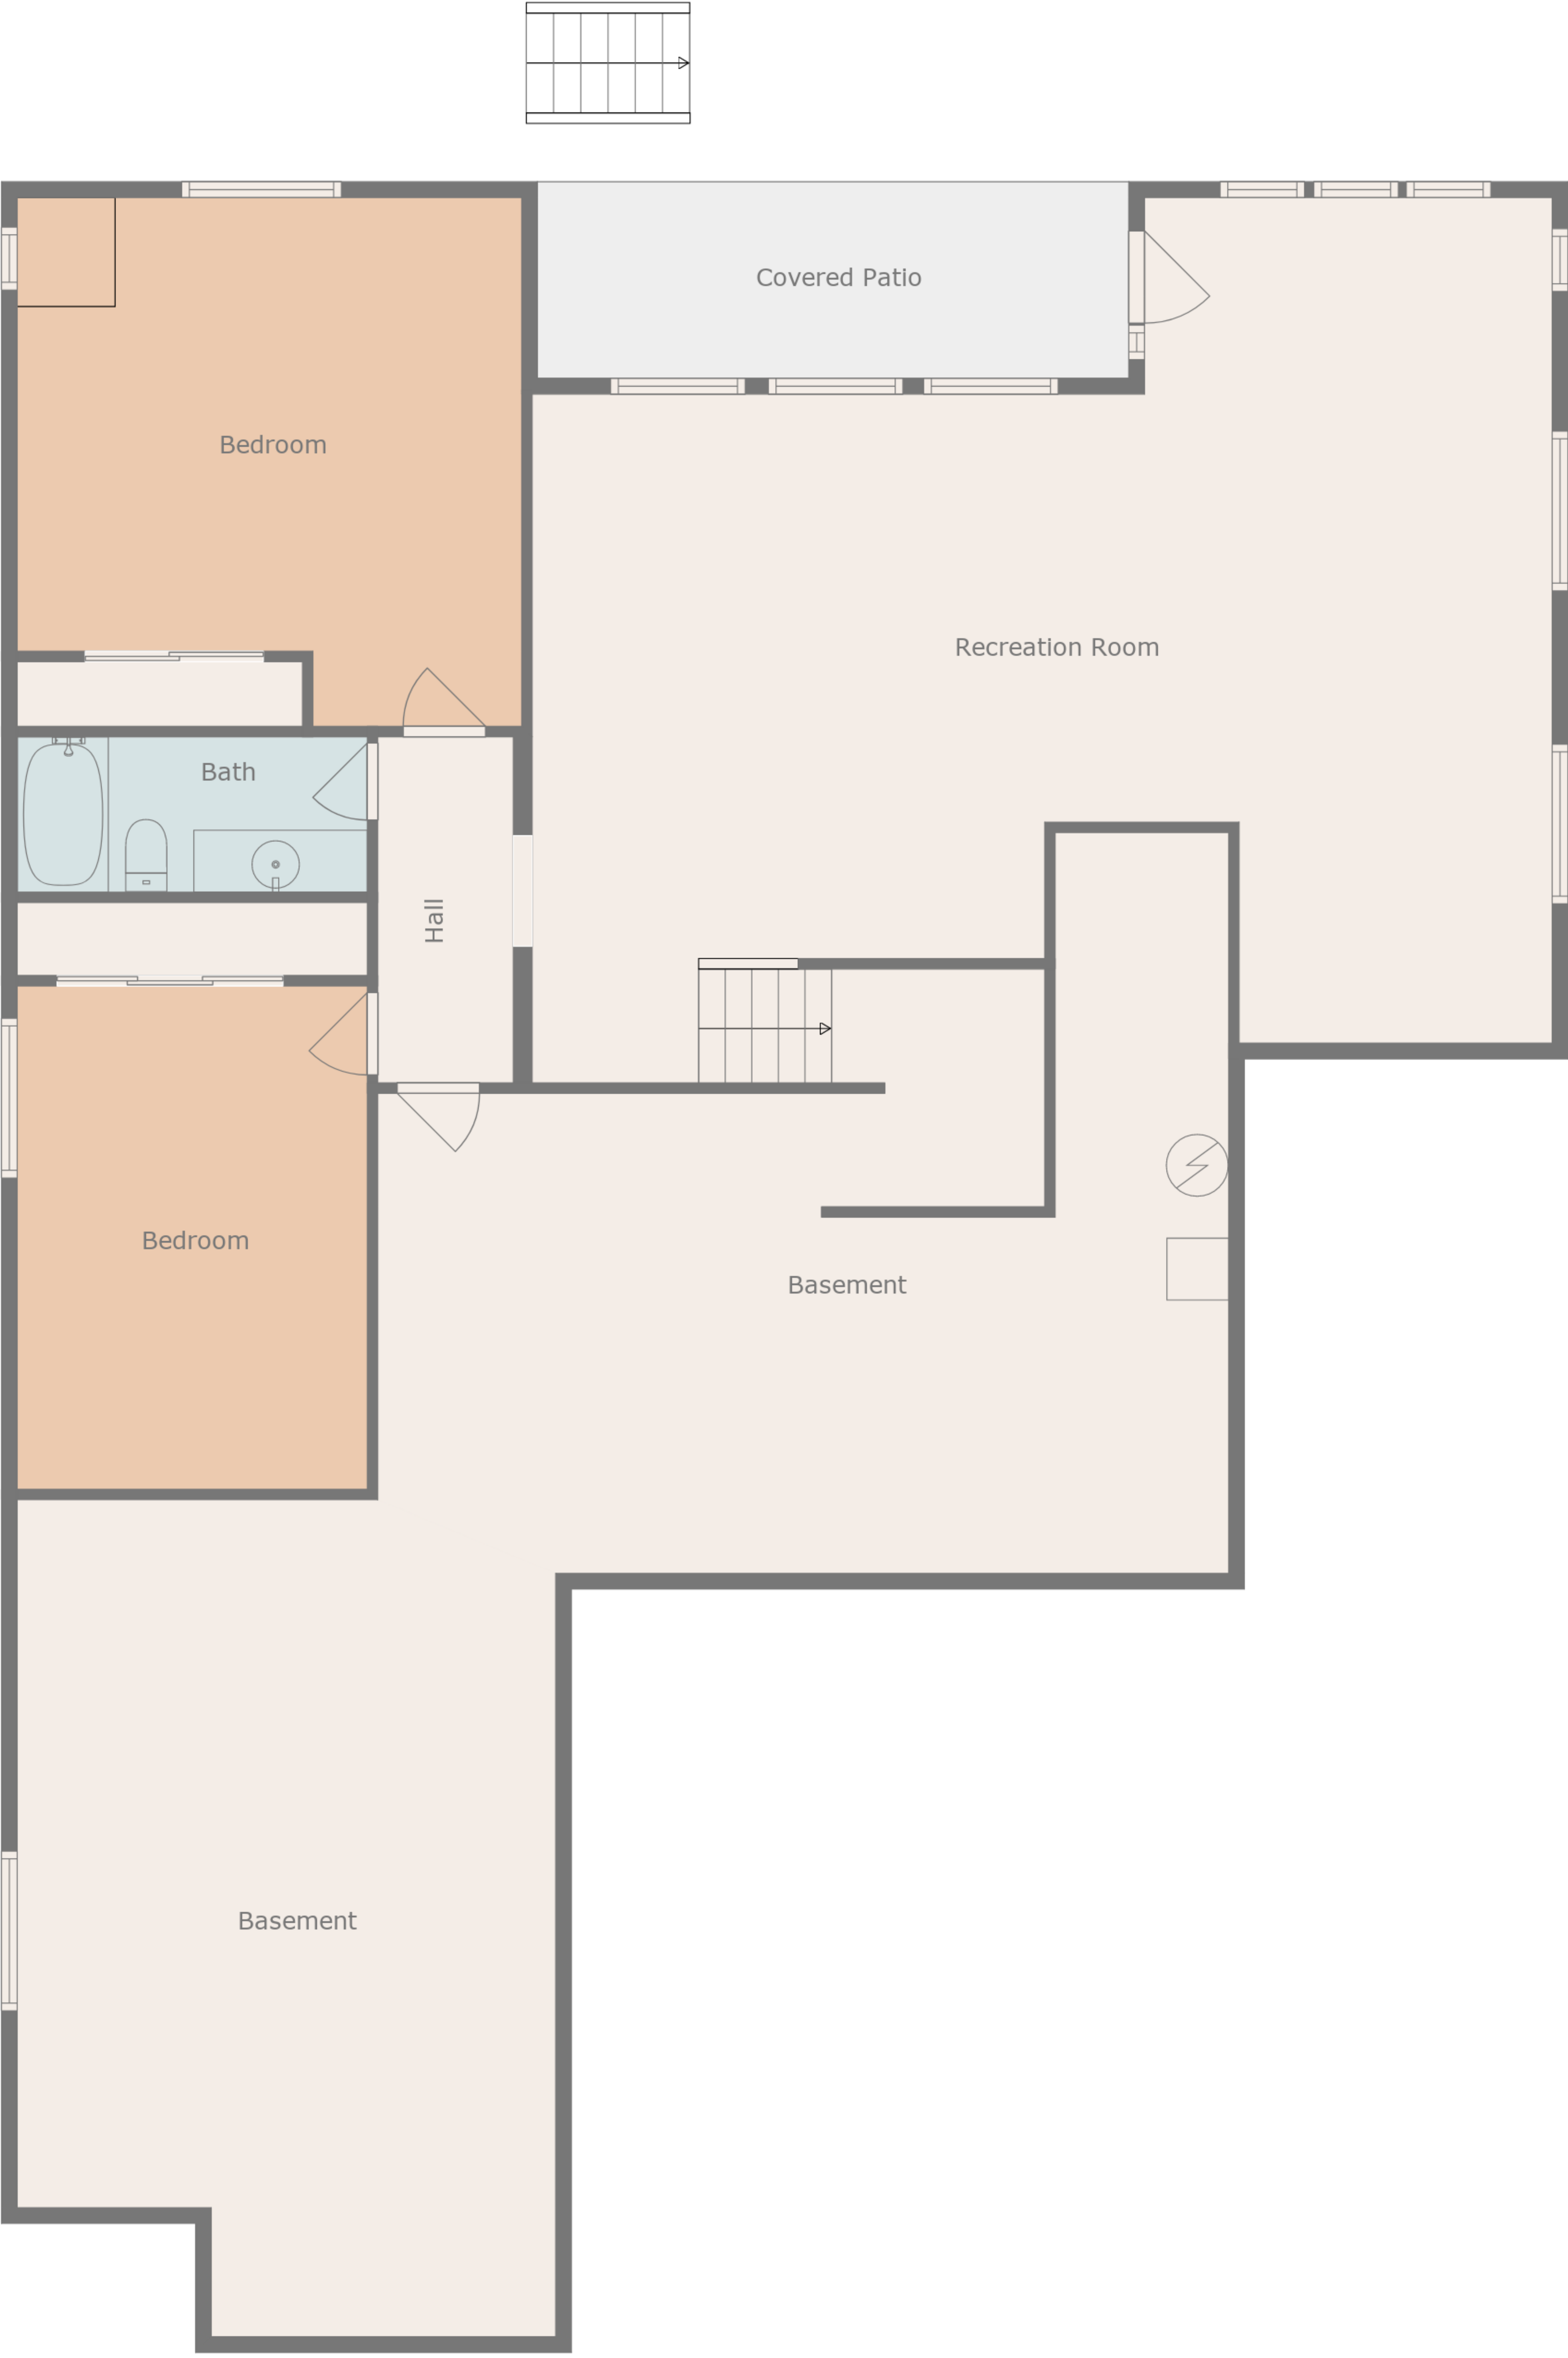 Covered Patio
Bedroom
Recreation Room
Bath
Hall
Bedroom
Basement
Basement